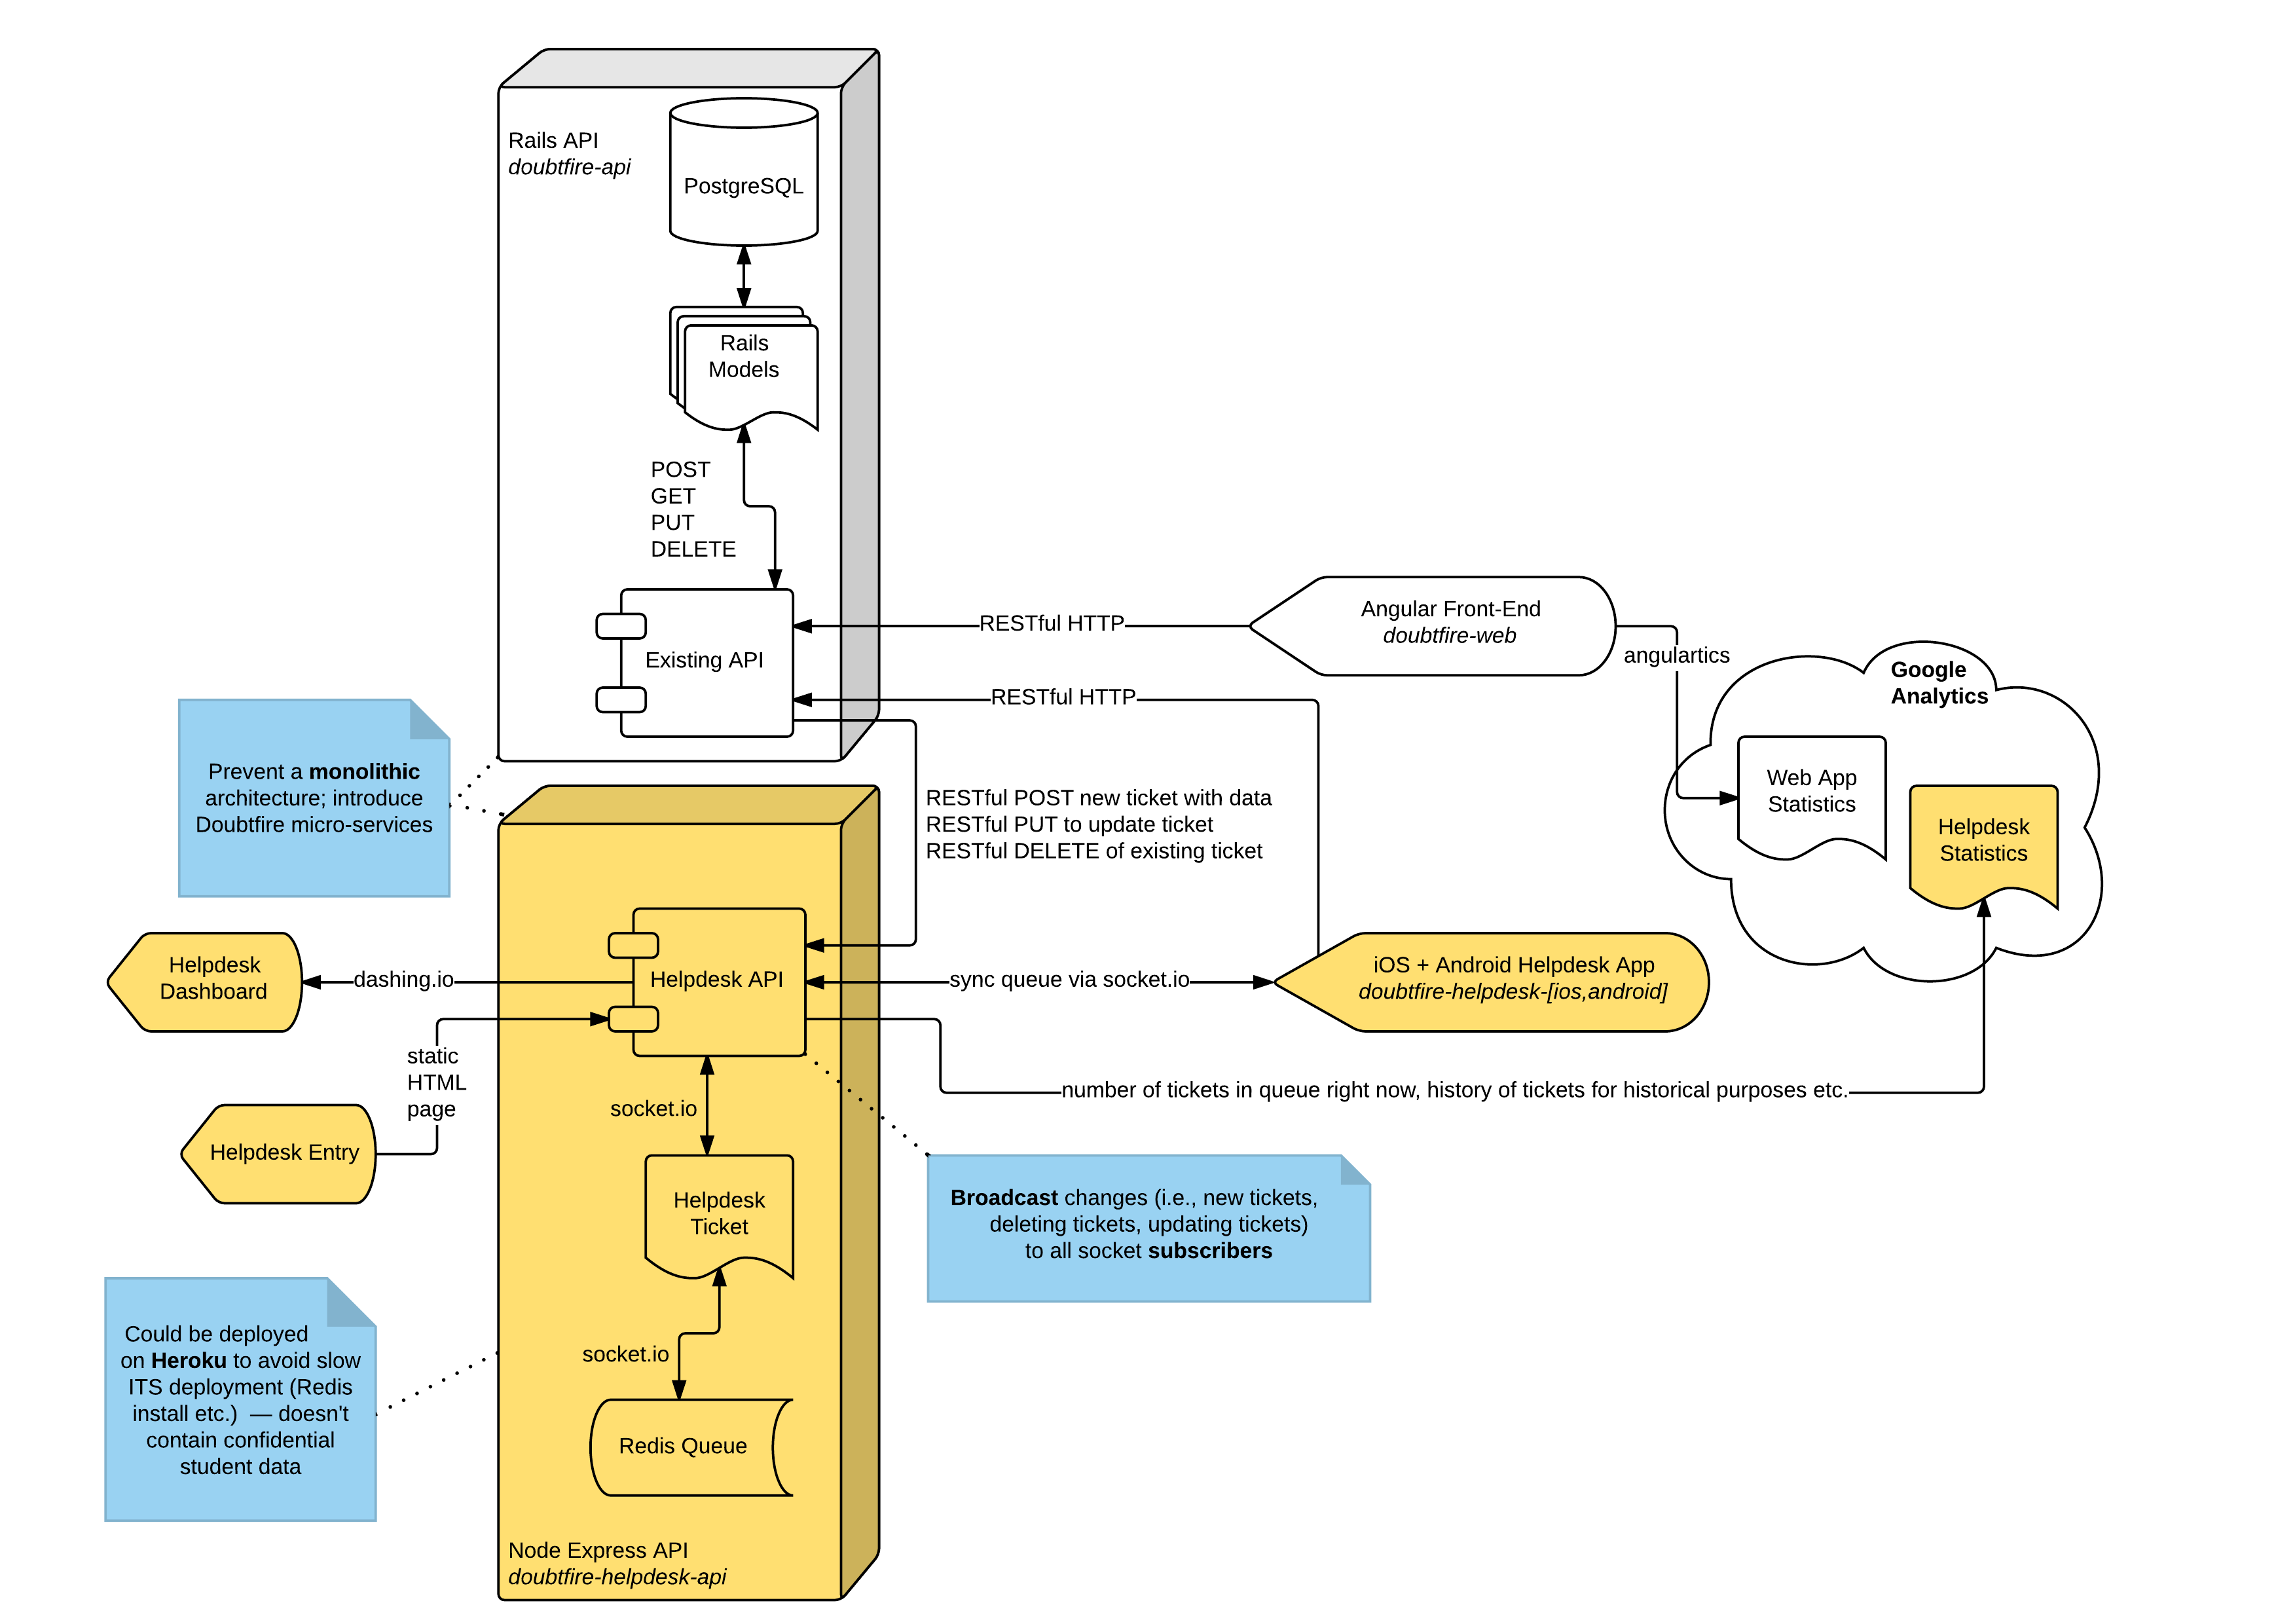 Rails API
doubtfire-api
PostgreSQL
Rails
Models
POST
GET
PUT
DELETE
Existing API
RESTful HTTP
Angular Front-End
doubtfire-web
angulartics
RESTful HTTP
Google
Analytics
Web App
Statistics
Helpdesk
Statistics
Prevent a monolithic
architecture; introduce
Doubtfire micro-services
RESTful POST new ticket with data
RESTful PUT to update ticket
RESTful DELETE of existing ticket
Helpdesk
Dashboard
dashing.io
Helpdesk API
sync queue via socket.io
iOS + Android Helpdesk App
doubtfire-helpdesk-[ios,android]
static
HTML
page
number of tickets in queue right now, history of tickets for historical purposes etc.
Helpdesk Entry
socket.io
Helpdesk
Ticket
Broadcast changes (i.e., new tickets,
deleting tickets, updating tickets)
to all socket subscribers
Could be deployed
on Heroku to avoid slow
ITS deployment (Redis
install etc.) — doesn't
contain confidential
student data
socket.io
Redis Queue
Node Express API
doubtfire-helpdesk-api